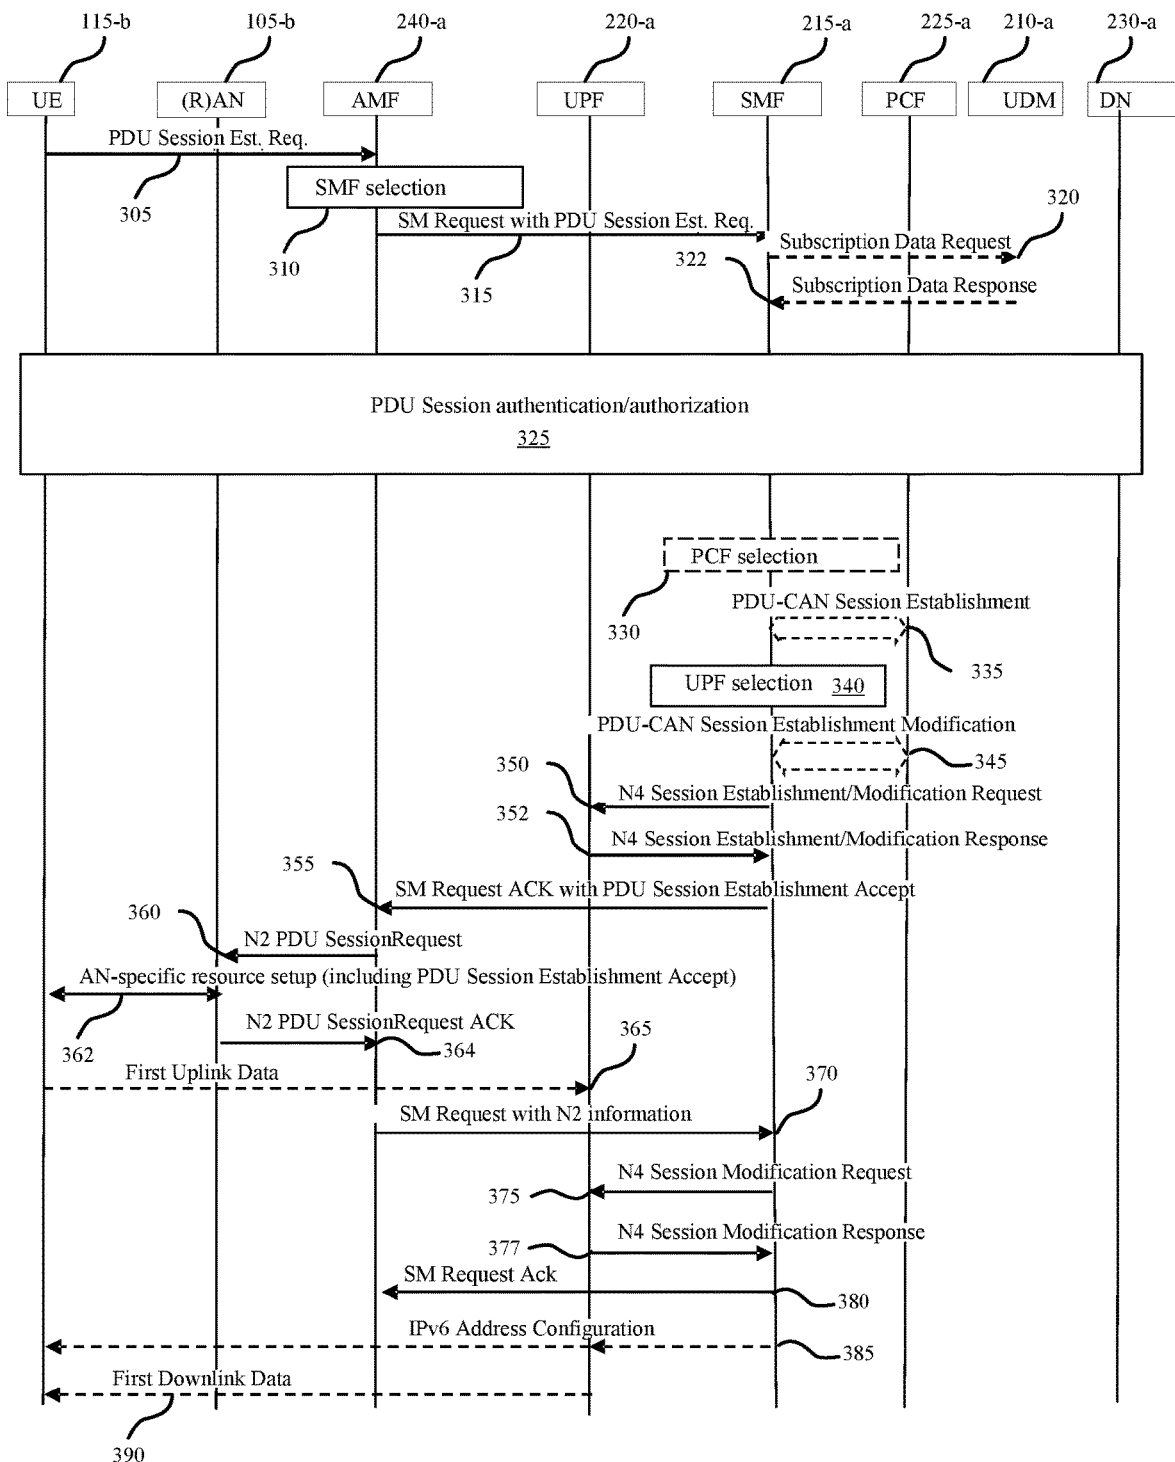 115-b 105-b 240-a 220-a 215-a 225-a 210-a 230-a
UE (R)AN AMF UPF SMF PCF UDM DN
PDU Session Est. Req.
305
SMF selection
310
SM Request with PDU Session Est. Req.
315
320
Subscription Data Request
322
Subscription Data Response
PDU Session authentication/authorization
325
PCF selection
330
PDU-CAN Session Establishment
335
UPF selection 340
PDU-CAN Session Establishment Modification
345
350
N4 Session Establishment/Modification Request
352
N4 Session Establishment/Modification Response
355
SM Request ACK with PDU Session Establishment Accept
360
N2 PDU SessionRequest
AN-specific resource setup (including PDU Session Establishment Accept)
362
N2 PDU SessionRequest ACK
364
365
First Uplink Data
370
SM Request with N2 information
N4 Session Modification Request
375
N4 Session Modification Response
377
SM Request Ack
380
IPv6 Address Configuration
385
First Downlink Data
390